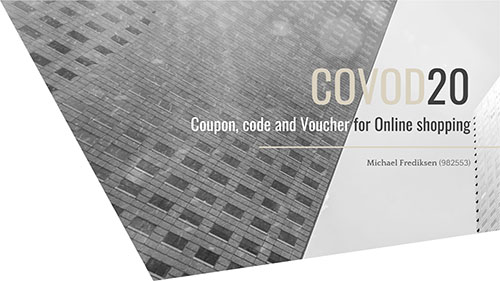 COVOD20
Coupon, code and Voucher for Online shopping
Michael Frediksen (982553)